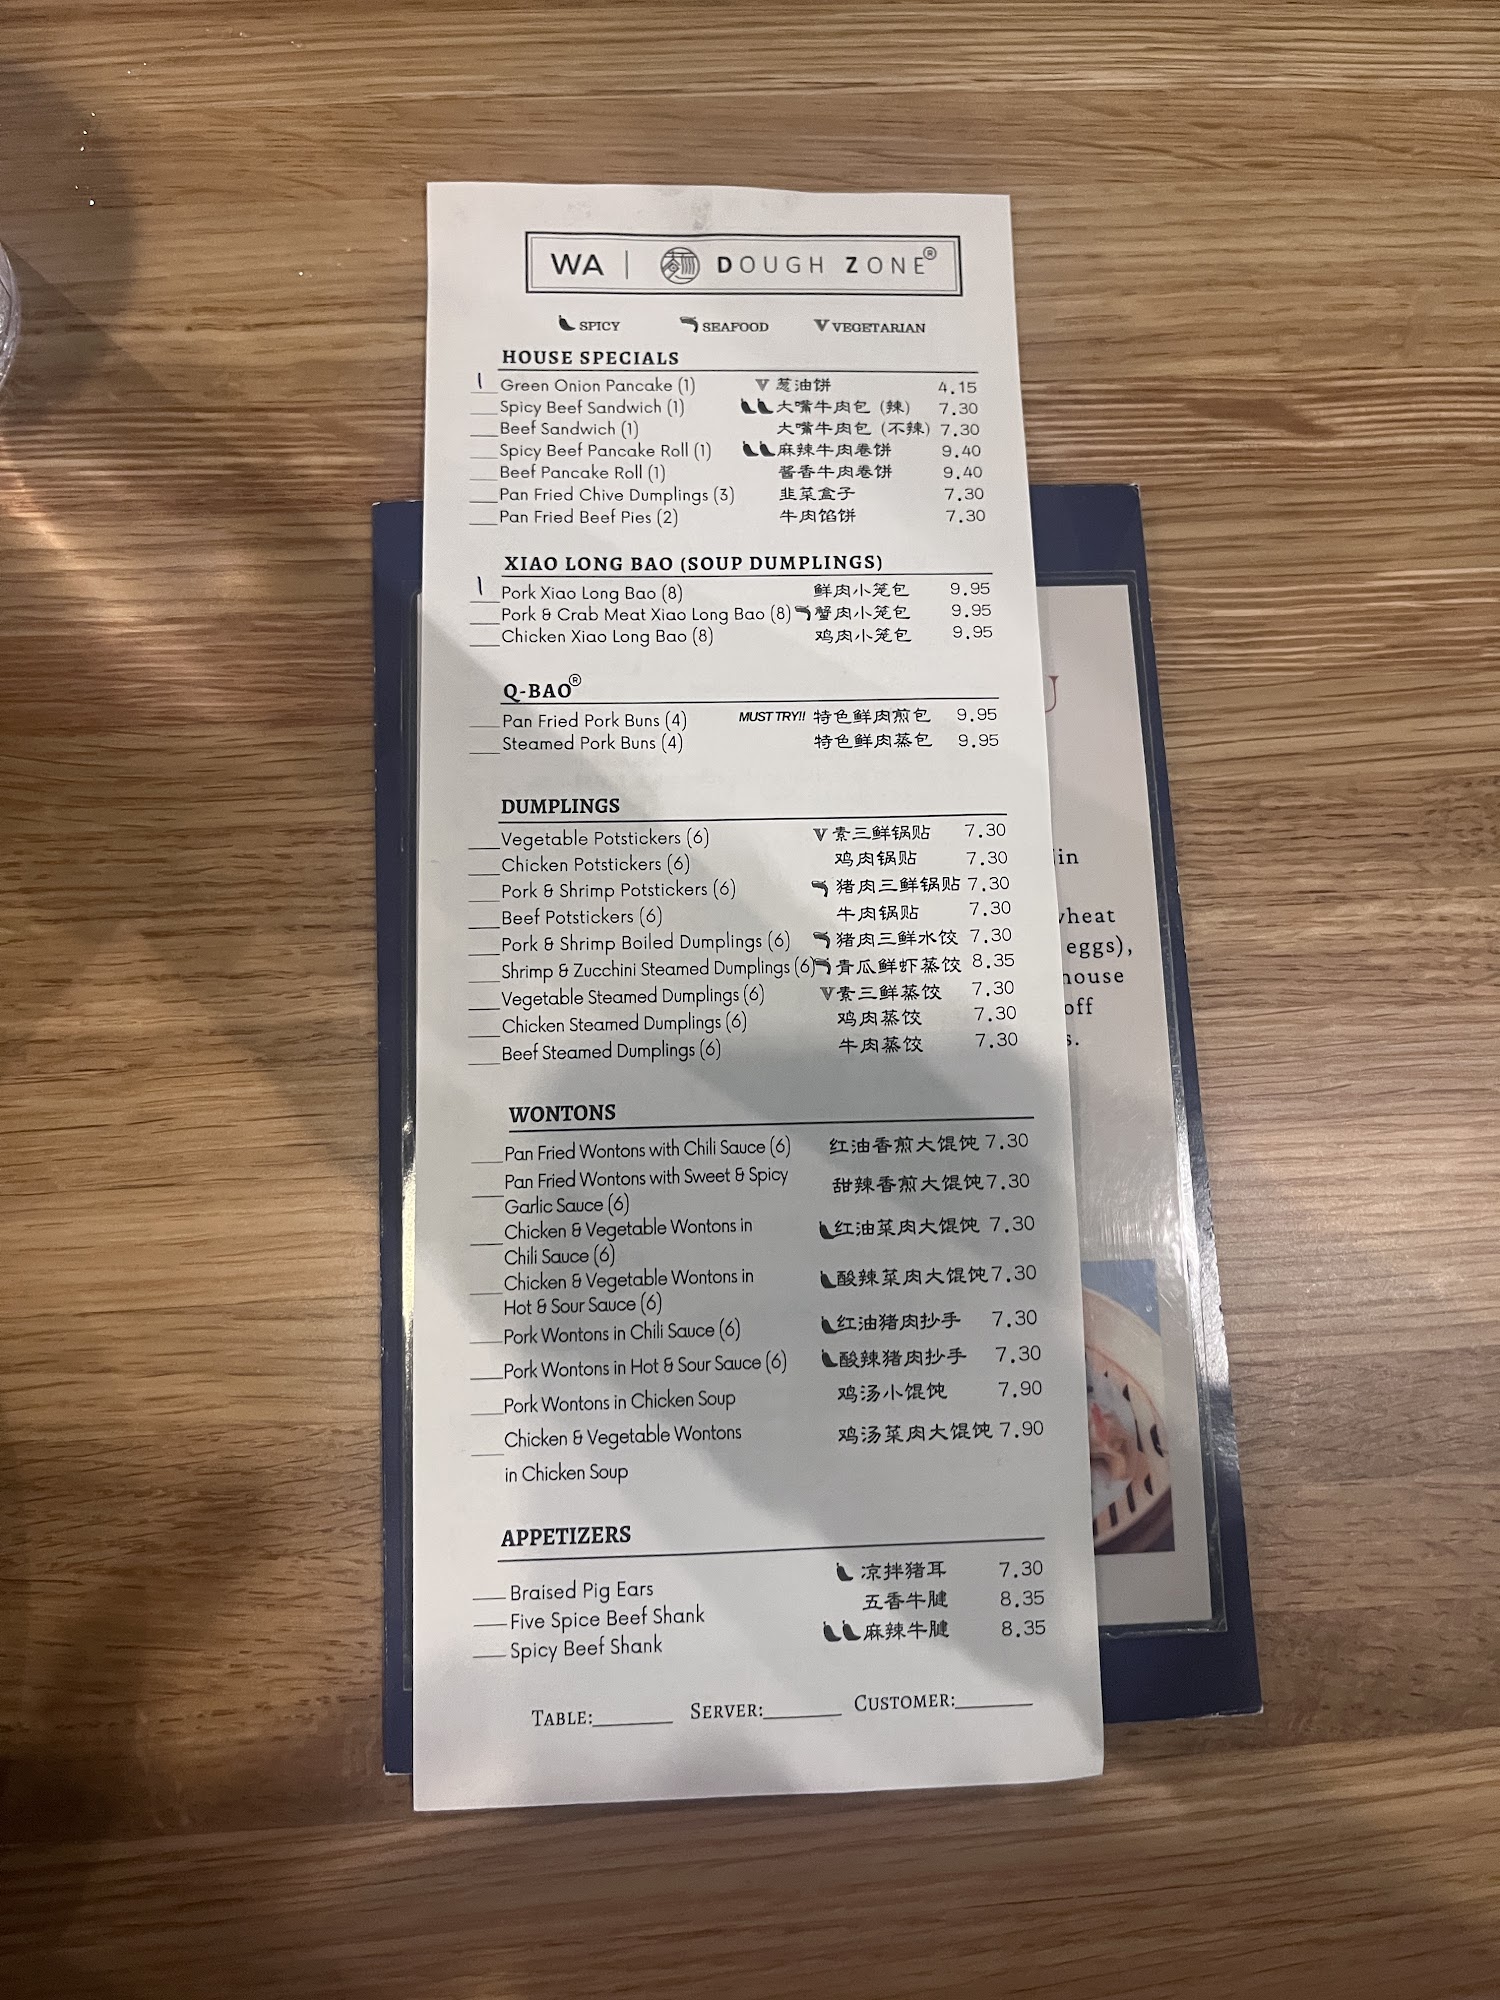 WA | 麵 DOUGH ZONE®
SPICY SEAFOOD V VEGETARIAN
HOUSE SPECIALS
1 Green Onion Pancake (1) V 葱油饼 4.15
Spicy Beef Sandwich (1) 大嘴牛肉包 (辣) 7.30
Beef Sandwich (1) 大嘴牛肉包 (不辣) 7.30
Spicy Beef Pancake Roll (1) 麻辣牛肉卷饼 9.40
Beef Pancake Roll (1) 酱香牛肉卷饼 9.40
Pan Fried Chive Dumplings (3) 韭菜盒子 7.30
Pan Fried Beef Pies (2) 牛肉馅饼 7.30
XIAO LONG BAO (SOUP DUMPLINGS)
1 Pork Xiao Long Bao (8) 鲜肉小笼包 9.95
Pork & Crab Meat Xiao Long Bao (8) 蟹肉小笼包 9.95
Chicken Xiao Long Bao (8) 鸡肉小笼包 9.95
Q-BAO®
Pan Fried Pork Buns (4) MUST TRY!! 特色鲜肉煎包 9.95
Steamed Pork Buns (4) 特色鲜肉蒸包 9.95
DUMPLINGS
Vegetable Potstickers (6) V 素三鲜锅贴 7.30
Chicken Potstickers (6) 鸡肉锅贴 7.30
Pork & Shrimp Potstickers (6) 猪肉三鲜锅贴 7.30
Beef Potstickers (6) 牛肉锅贴 7.30
Pork & Shrimp Boiled Dumplings (6) 猪肉三鲜水饺 7.30
Shrimp & Zucchini Steamed Dumplings (6) 青瓜鲜虾蒸饺 8.35
Vegetable Steamed Dumplings (6) V 素三鲜蒸饺 7.30
Chicken Steamed Dumplings (6) 鸡肉蒸饺 7.30
Beef Steamed Dumplings (6) 牛肉蒸饺 7.30
WONTONS
Pan Fried Wontons with Chili Sauce (6) 红油香煎大馄饨 7.30
Pan Fried Wontons with Sweet & Spicy 甜辣香煎大馄饨 7.30
Garlic Sauce (6)
Chicken & Vegetable Wontons in 红油菜肉大馄饨 7.30
Chili Sauce (6)
Chicken & Vegetable Wontons in 酸辣菜肉大馄饨 7.30
Hot & Sour Sauce (6)
Pork Wontons in Chili Sauce (6) 红油猪肉抄手 7.30
Pork Wontons in Hot & Sour Sauce (6) 酸辣猪肉抄手 7.30
Pork Wontons in Chicken Soup 鸡汤小馄饨 7.90
Chicken & Vegetable Wontons 鸡汤菜肉大馄饨 7.90
in Chicken Soup
APPETIZERS
Braised Pig Ears 凉拌猪耳 7.30
Five Spice Beef Shank 五香牛腱 8.35
Spicy Beef Shank 麻辣牛腱 8.35
TABLE:______ SERVER:______ CUSTOMER:______
eggs),
house
off
s.